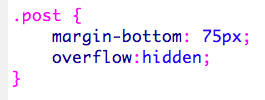 .post {
    margin-bottom: 75px;
    overflow:hidden;
}